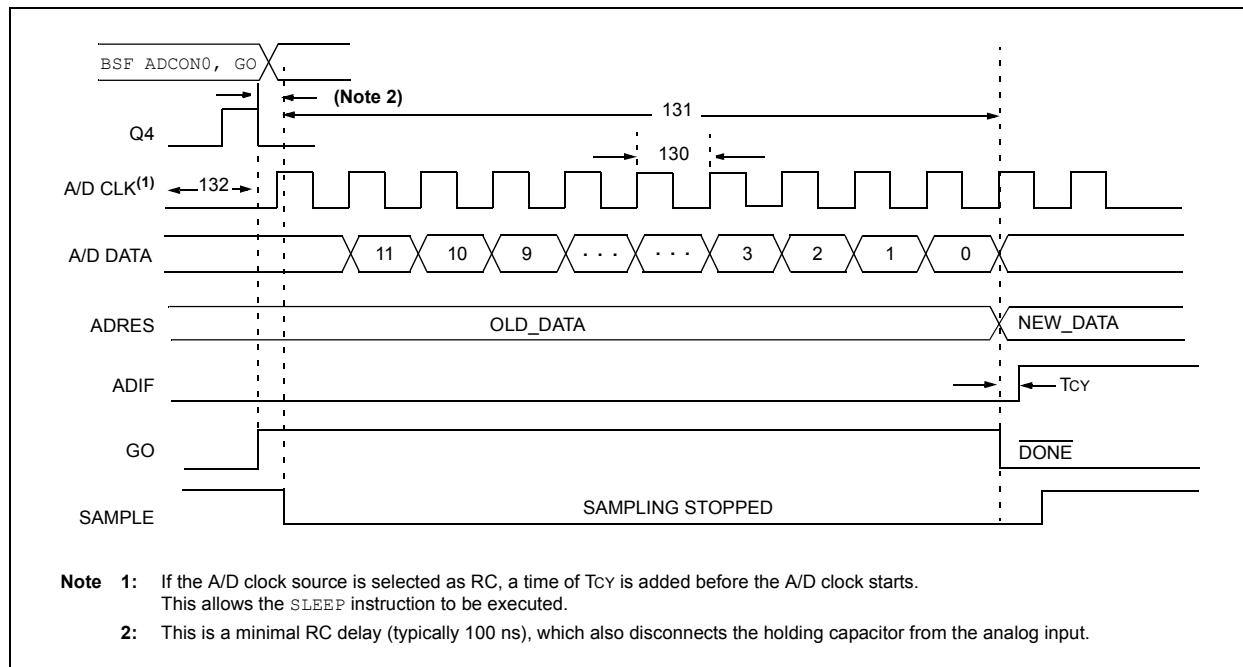 BSF ADCON0, GO
(Note 2)
131
Q4
130
A/D CLK(1)
132
A/D DATA
11 10 9 . . . . . . 3 2 1 0
ADRES
OLD_DATA
NEW_DATA
ADIF
TCY
GO
DONE
SAMPLE
SAMPLING STOPPED
Note 1: If the A/D clock source is selected as RC, a time of TCY is added before the A/D clock starts.
This allows the SLEEP instruction to be executed.
2: This is a minimal RC delay (typically 100 ns), which also disconnects the holding capacitor from the analog input.